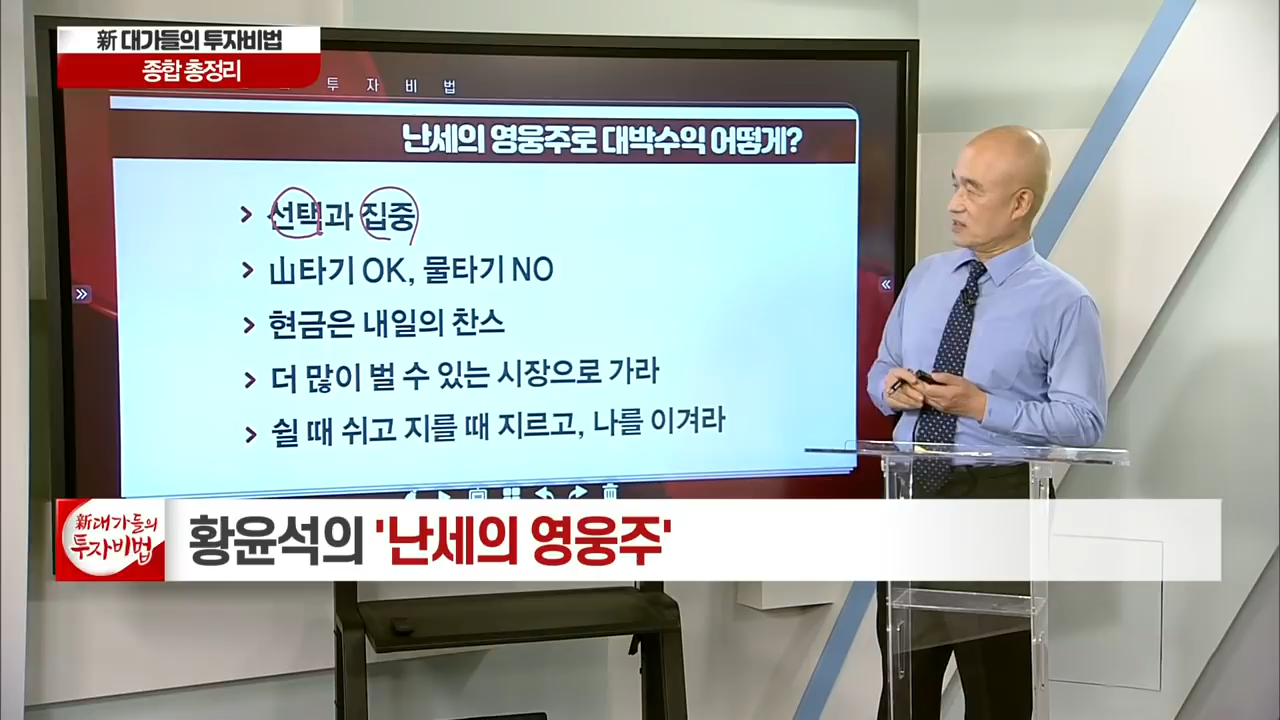 新 대가들의 투자비법
종합 총정리
투 자 비 법
난세의 영웅주로 대박수익 어떻게?
선택과 집중
山타기 OK, 물타기 NO
현금은 내일의 찬스
더 많이 벌 수 있는 시장으로 가라
쉴 때 쉬고 지를 때 지르고, 나를 이겨라
新대가들의
투자비법
황윤석의 '난세의 영웅주'